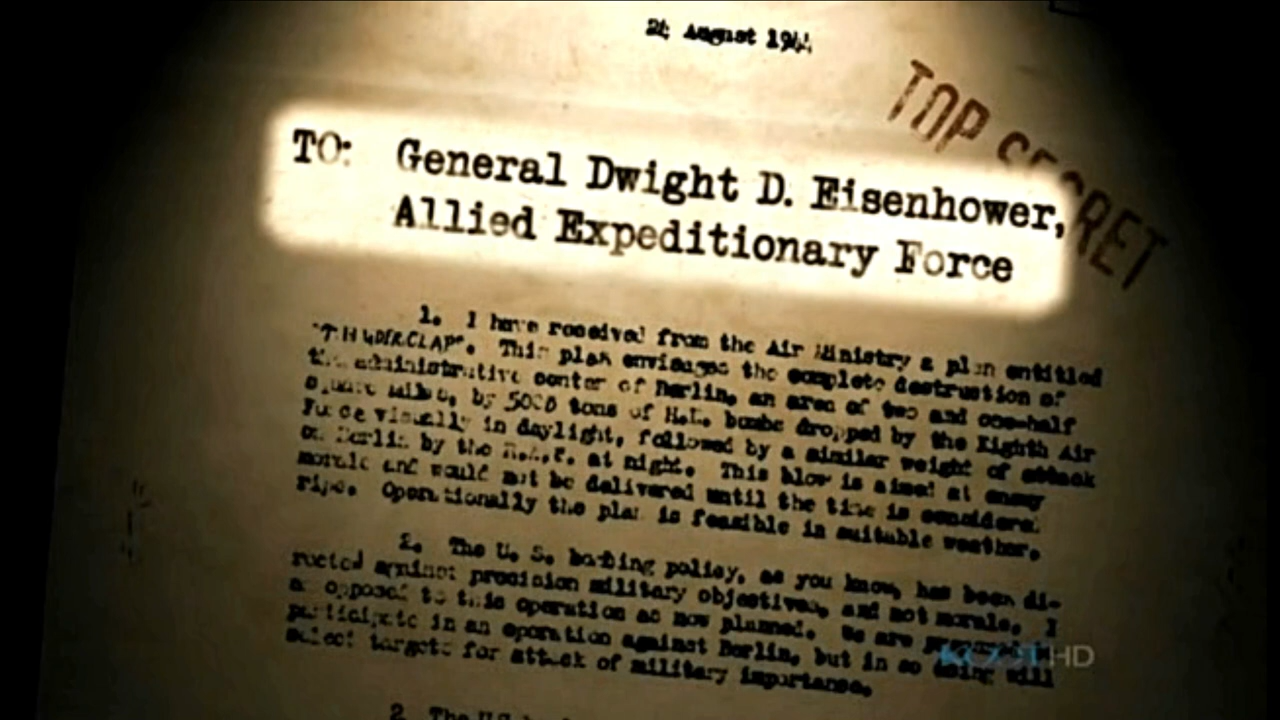 August 194
TOP SECRET
TO: General Dwight D. Eisenhower,
Allied Expeditionary Force
1. I have received from the Air Ministry a plan entitled
"THUDERCLAP". This plan envisages the complete destruction of
the administrative center of Berlin, an area of two and one-half
square miles, by 5000 tons of H.E. bombs dropped by the Eighth Air
Force visually in daylight, followed by a similar weight of attack
on Berlin by the R.A.F. at night. This blow is aimed at enemy
morale and would not be delivered until the time is considered
ripe. Operationally the plan is feasible in suitable weather.
2. The U. S. bombing policy, as you know, has been di-
rected against precision military objectives, and not morale. I
am opposed to this operation as now planned. We are prepared to
participate in an operation against Berlin, but in so doing will
select targets for attack of military importance.
2 The U.S.
HD